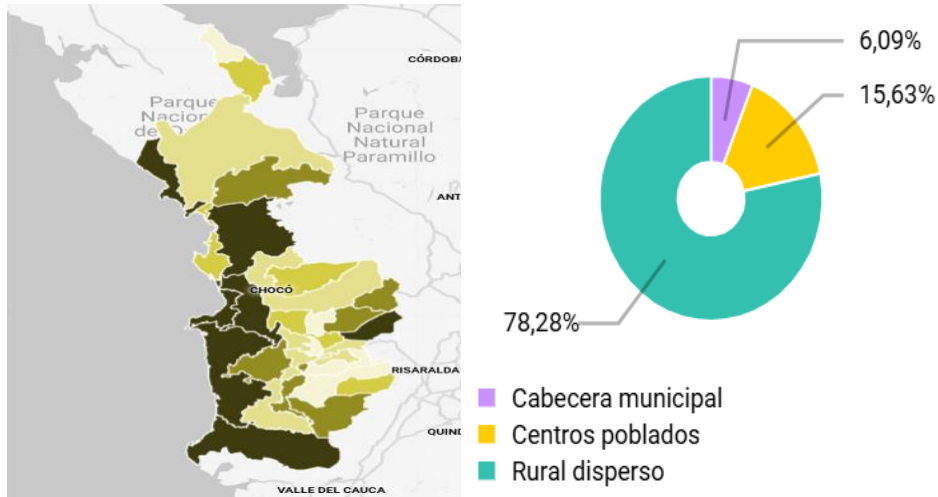 CÓRDOBA
Parque
Nacional
Natural
Paramillo
Parque
Nacion
de
ANT
CHOCÓ
RISARALDA
QUIND
VALLE DEL CAUCA
6,09%
15,63%
78,28%
Cabecera municipal
Centros poblados
Rural disperso